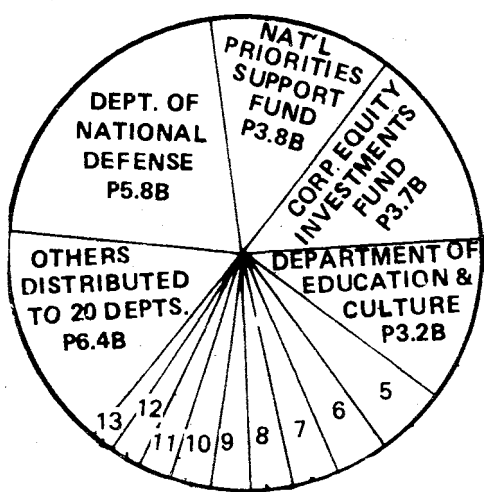 NAT'L
PRIORITIES
SUPPORT
FUND
P3.8B
CORP. EQUITY
INVESTMENTS
FUND
P3.7B
DEPT. OF
NATIONAL
DEFENSE
P5.8B
DEPARTMENT OF
EDUCATION &
CULTURE
P3.2B
OTHERS
DISTRIBUTED
TO 20 DEPTS.
P6.4B
5
6
7
8
9
10
11
12
13